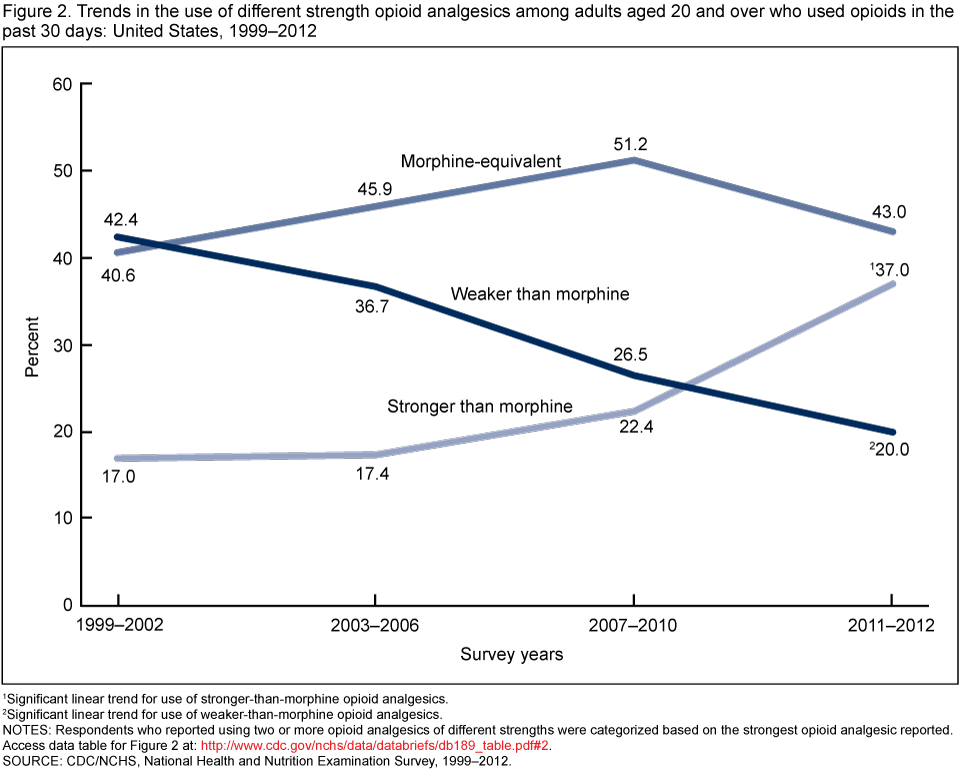 Figure 2. Trends in the use of different strength opioid analgesics among adults aged 20 and over who used opioids in the
past 30 days: United States, 1999–2012
60
50
40
30
20
10
0
Percent
Morphine-equivalent
51.2
45.9
42.4
43.0
40.6
¹37.0
Weaker than morphine
36.7
26.5
Stronger than morphine
22.4
²20.0
17.0
17.4
1999–2002
2003–2006
2007–2010
2011–2012
Survey years
¹Significant linear trend for use of stronger-than-morphine opioid analgesics.
²Significant linear trend for use of weaker-than-morphine opioid analgesics.
NOTES: Respondents who reported using two or more opioid analgesics of different strengths were categorized based on the strongest opioid analgesic reported.
Access data table for Figure 2 at: http://www.cdc.gov/nchs/data/databriefs/db189_table.pdf#2.
SOURCE: CDC/NCHS, National Health and Nutrition Examination Survey, 1999–2012.